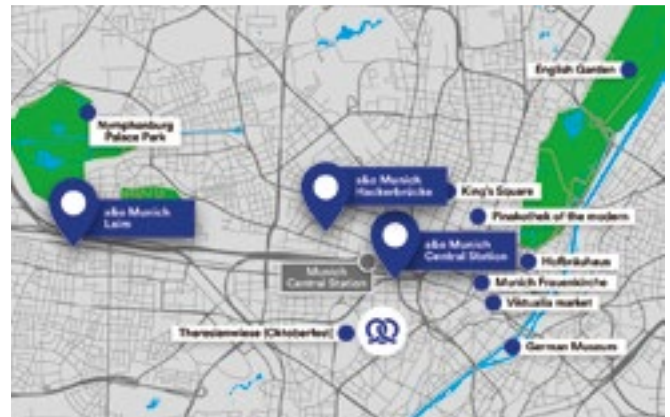 English Garden
Nymphenburg
Palace Park
a&o Munich
Hackerbrücke
King's Square
a&o Munich
Laim
Pinakothek of the modern
a&o Munich
Central Station
Hofbräuhaus
Munich
Central Station
Munich Frauenkirche
Viktualia market
Theresienwiese (Oktoberfest)
German Museum